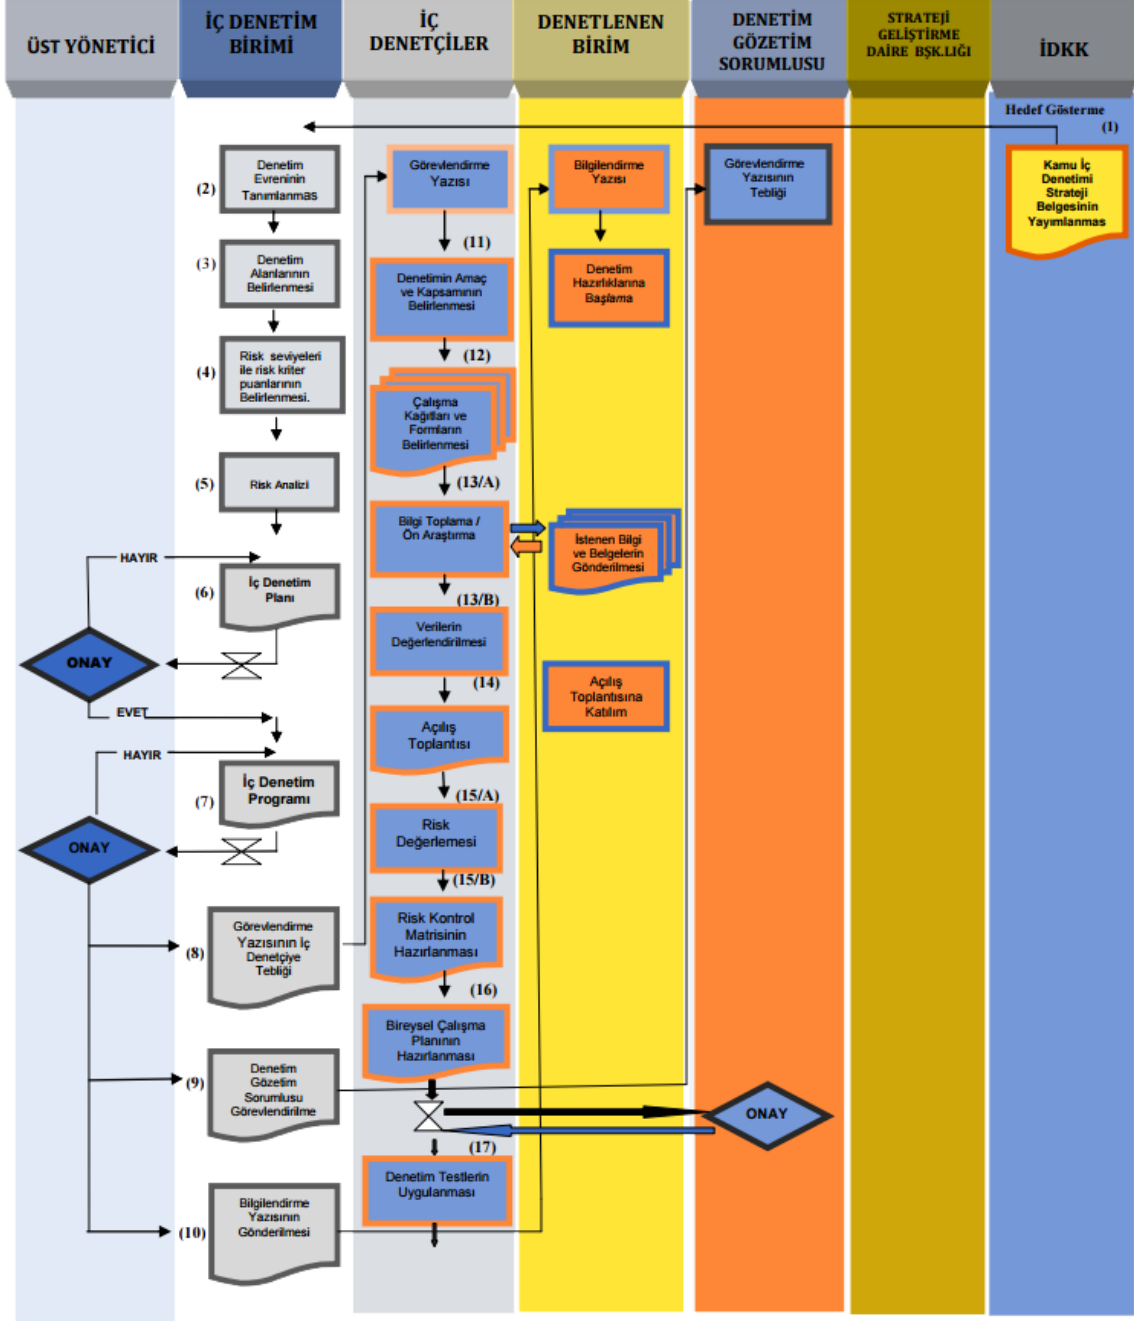 ÜST YÖNETİCİ
İÇ DENETİM
BİRİMİ
İÇ
DENETÇİLER
DENETLENEN
BİRİM
DENETİM
GÖZETİM
SORUMLUSU
STRATEJİ
GELİŞTİRME
DAİRE BŞK.LIĞI
İDKK
Hedef Gösterme
(1)
Kamu İç
Denetimi
Strateji
Belgesinin
Yayımlanmas
(2)
Denetim
Evreninin
Tanımlanmas
Görevlendirme
Yazısı
Bilgilendirme
Yazısı
Görevlendirme
Yazısının
Tebliği
(11)
(3)
Denetim
Alanlarının
Belirlenmesi
Denetimin Amaç
ve Kapsamının
Belirlenmesi
Denetim
Hazırlıklarına
Başlama
(12)
(4)
Risk seviyeleri
ile risk kriter
puanlarının
Belirlenmesi.
Çalışma
Kağıtları ve
Formların
Belirlenmesi
(13/A)
(5)
Risk Analizi
Bilgi Toplama /
Ön Araştırma
İstenen Bilgi
ve Belgelerin
Gönderilmesi
HAYIR
(6)
İç Denetim
Planı
(13/B)
Verilerin
Değerlendirilmesi
ONAY
(14)
Açılış
Toplantısına
Katılım
EVET
Açılış
Toplantısı
HAYIR
(7)
İç Denetim
Programı
(15/A)
Risk
Değerlemesi
ONAY
(15/B)
(8)
Görevlendirme
Yazısının İç
Denetçiye
Tebliği
Risk Kontrol
Matrisinin
Hazırlanması
(16)
Bireysel Çalışma
Planının
Hazırlanması
(9)
Denetim
Gözetim
Sorumlusu
Görevlendirilme
ONAY
(17)
Denetim Testlerin
Uygulanması
(10)
Bilgilendirme
Yazısının
Gönderilmesi